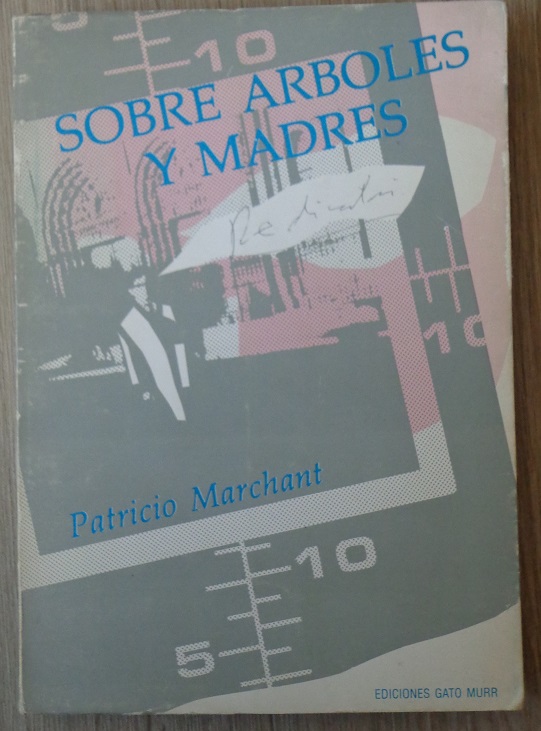 10
SOBRE ARBOLES
Y MADRES
10
Patricio Marchant
10
5
EDICIONES GATO MURR